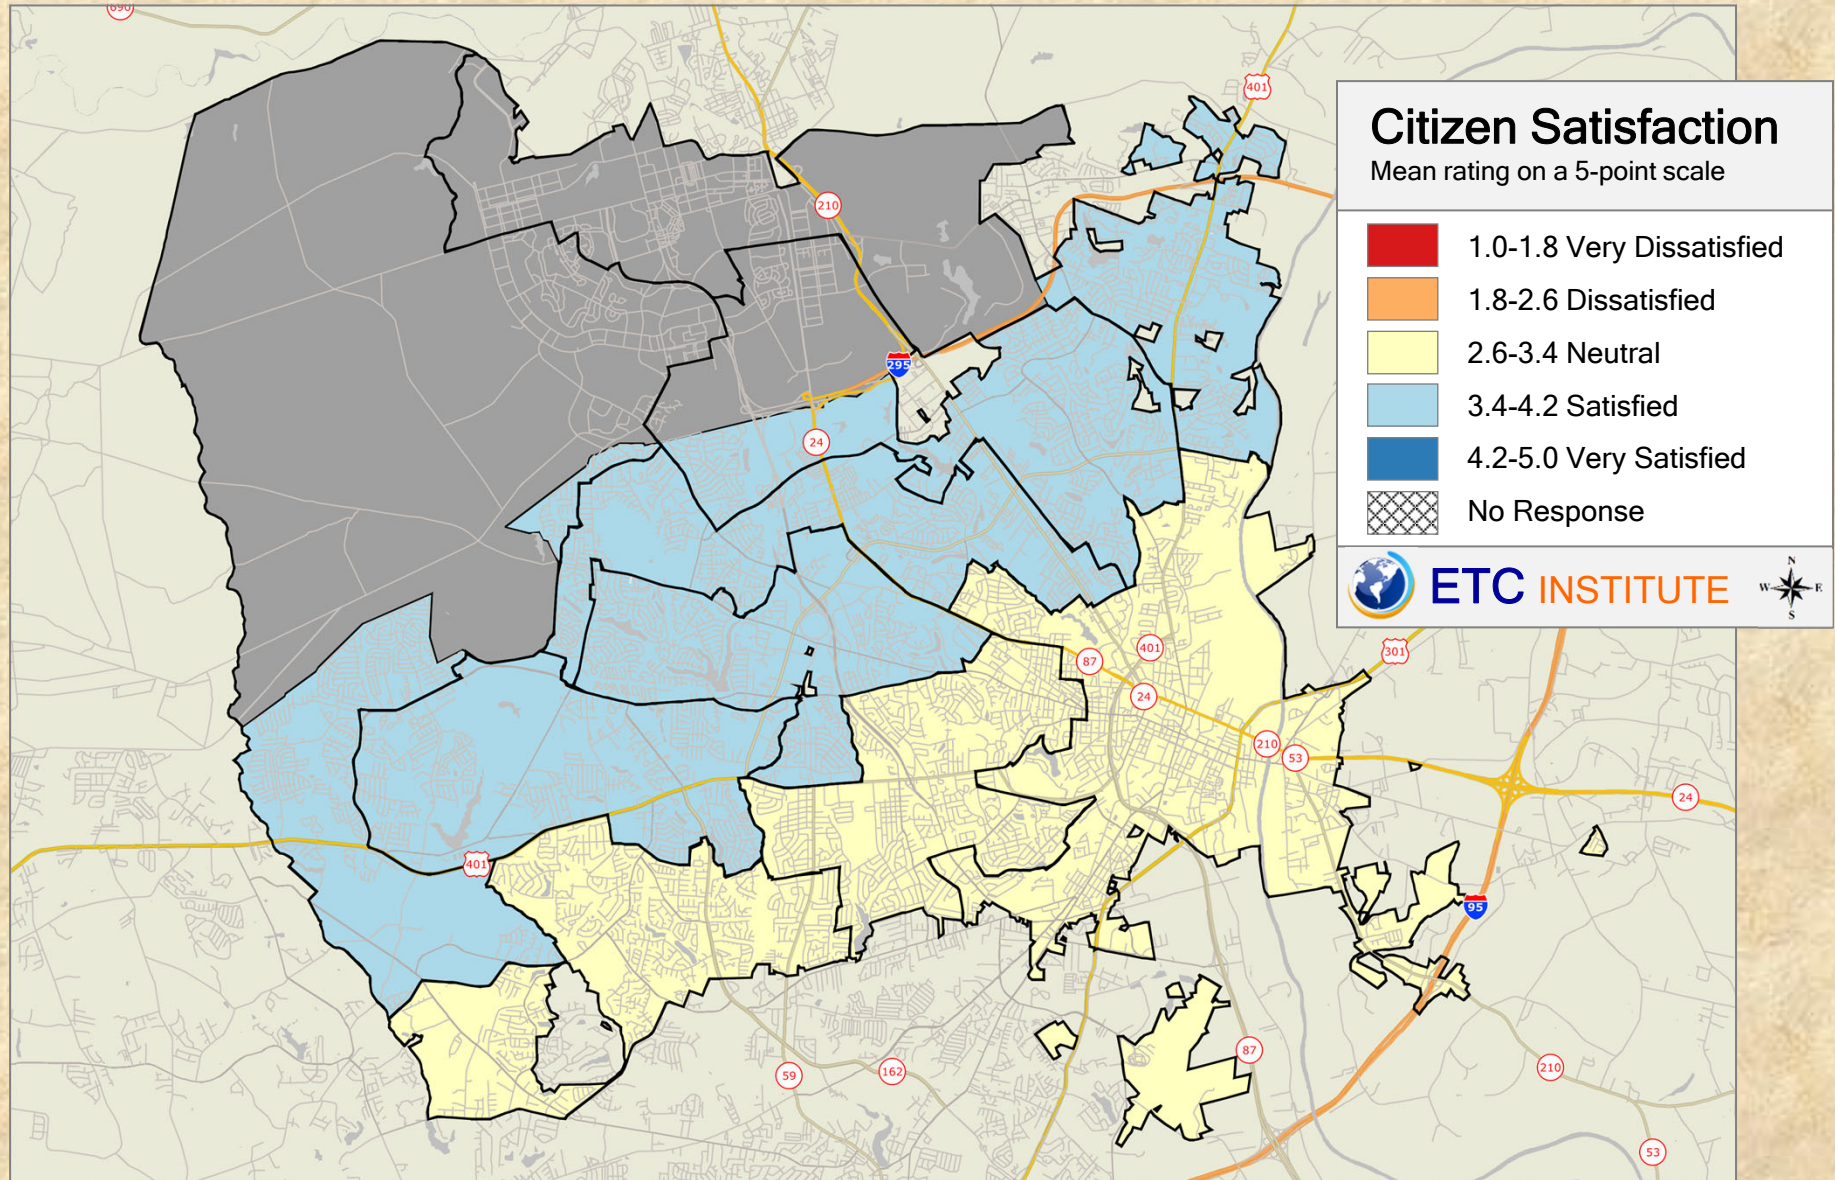 690
401
Citizen Satisfaction
Mean rating on a 5-point scale
210
1.0-1.8 Very Dissatisfied
1.8-2.6 Dissatisfied
2.6-3.4 Neutral
295
3.4-4.2 Satisfied
24
4.2-5.0 Very Satisfied
No Response
ETC INSTITUTE
N
W E
S
401
301
87
24
210
53
24
401
95
87
210
59
162
53